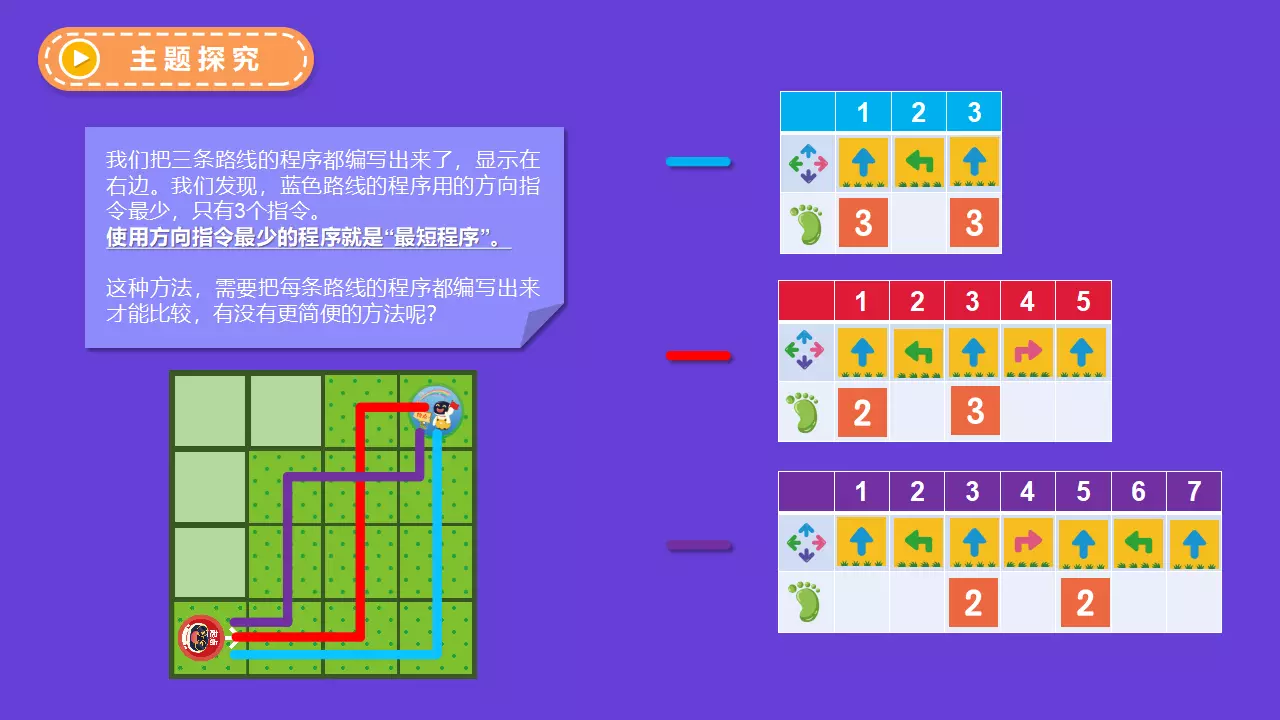 主题探究
我们把三条路线的程序都编写出来了，显示在
右边。我们发现，蓝色路线的程序用的方向指
令最少，只有3个指令。
使用方向指令最少的程序就是“最短程序”。
这种方法，需要把每条路线的程序都编写出来
才能比较，有没有更简便的方法呢？
1 2 3
3 3
1 2 3 4 5
2 3
1 2 3 4 5 6 7
2 2